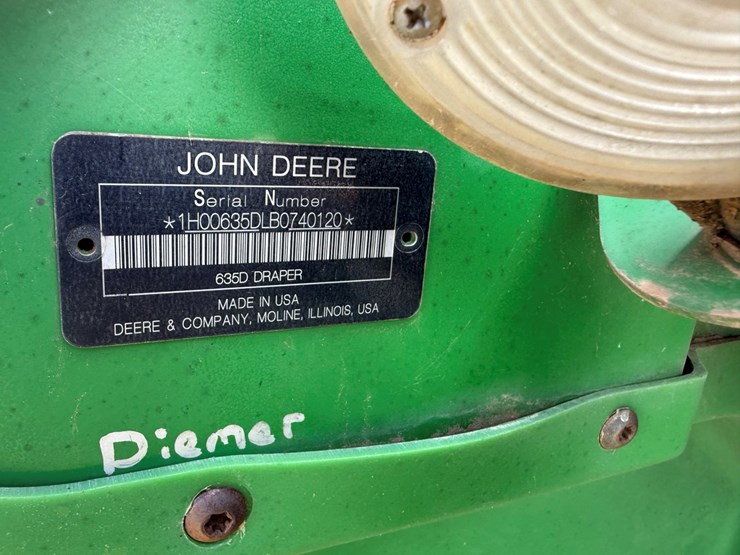 JOHN DEERE
Serial Number
*1H00635DLB0740120*
635D DRAPER
MADE IN USA
DEERE & COMPANY, MOLINE, ILLINOIS, USA
Diemer